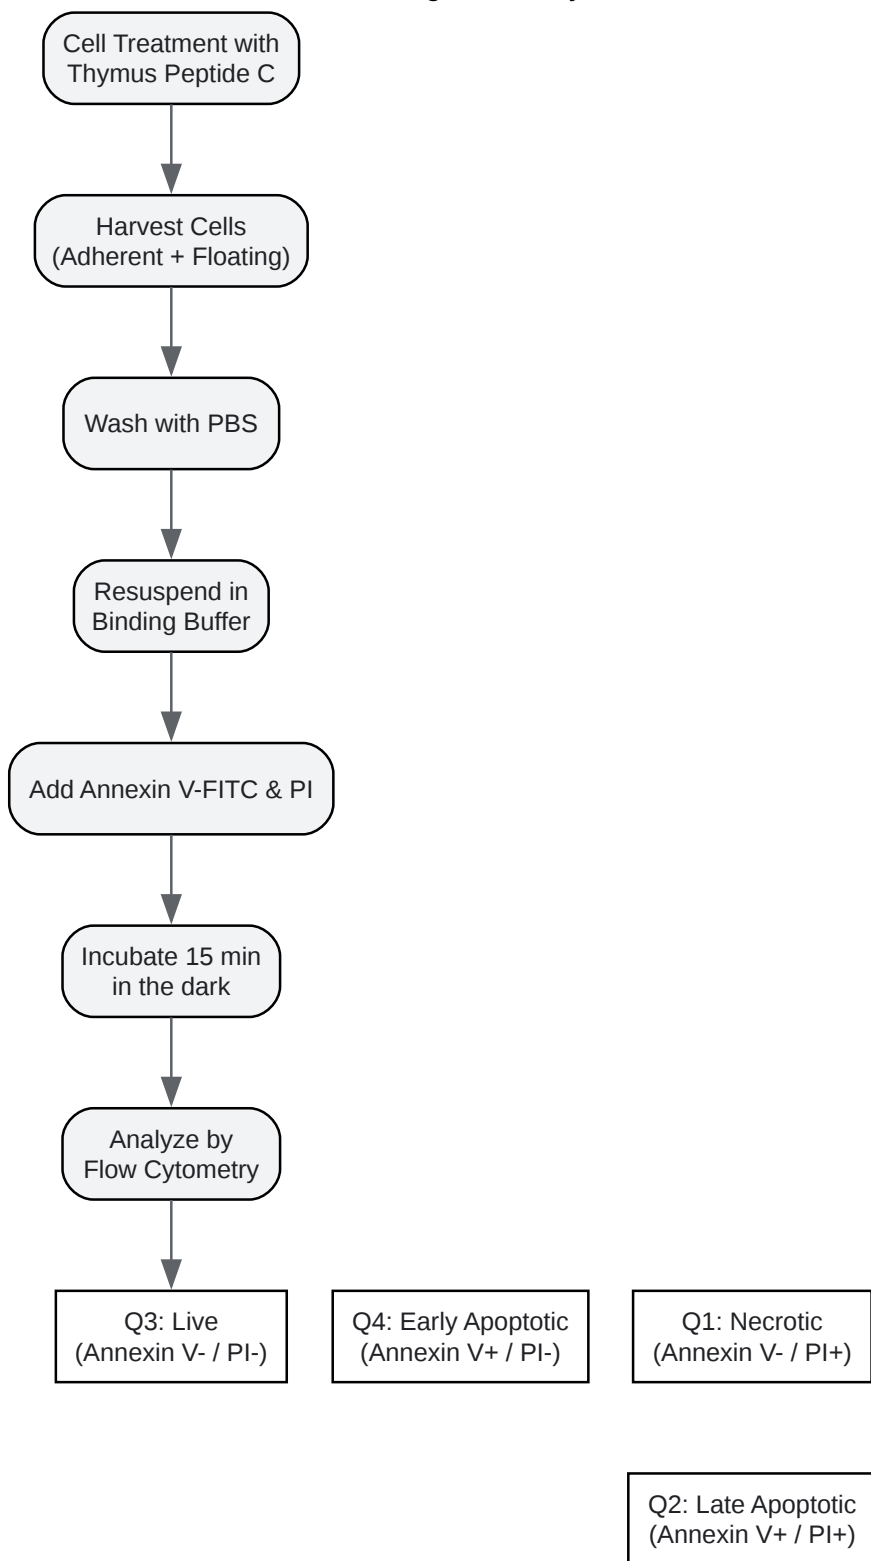 Cell Treatment with
Thymus Peptide C
Harvest Cells
(Adherent + Floating)
Wash with PBS
Resuspend in
Binding Buffer
Add Annexin V-FITC & PI
Incubate 15 min
in the dark
Analyze by
Flow Cytometry
Q3: Live
(Annexin V- / PI-)
Q4: Early Apoptotic
(Annexin V+ / PI-)
Q1: Necrotic
(Annexin V- / PI+)
Q2: Late Apoptotic
(Annexin V+ / PI+)